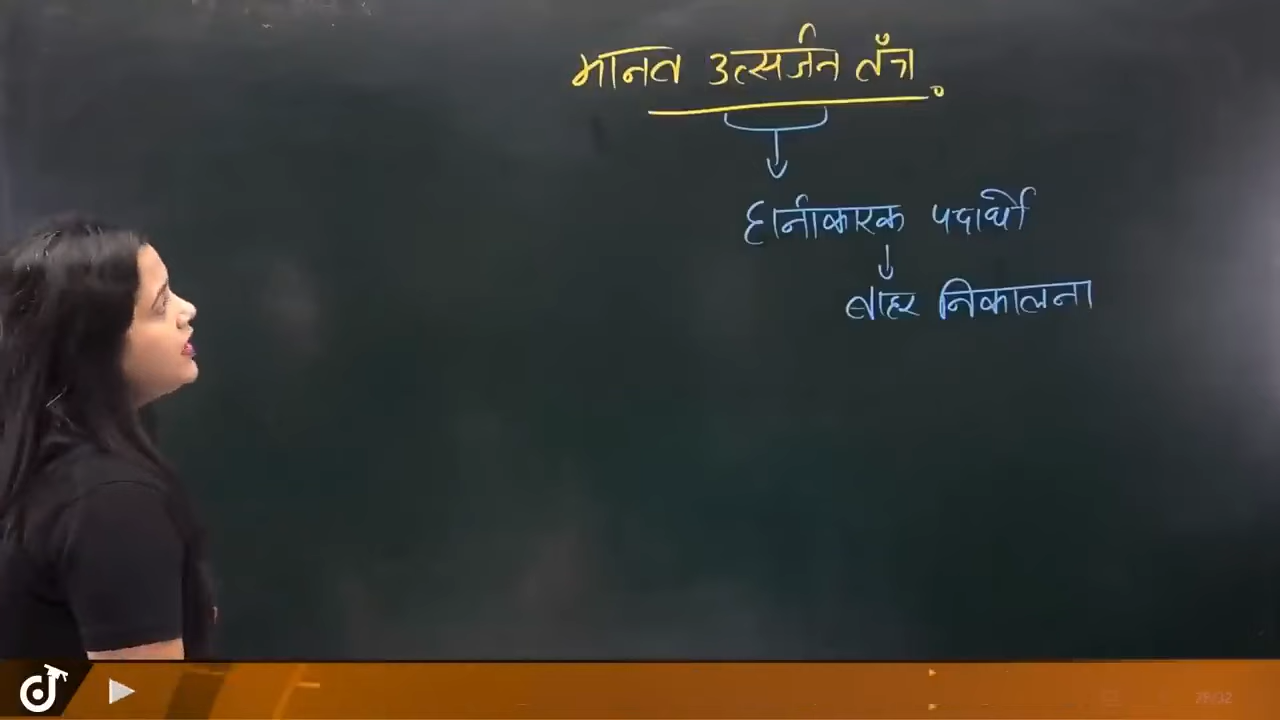 मानव उत्सर्जन तँत्र
हानिकारक पदार्थो
बाहर निकालना